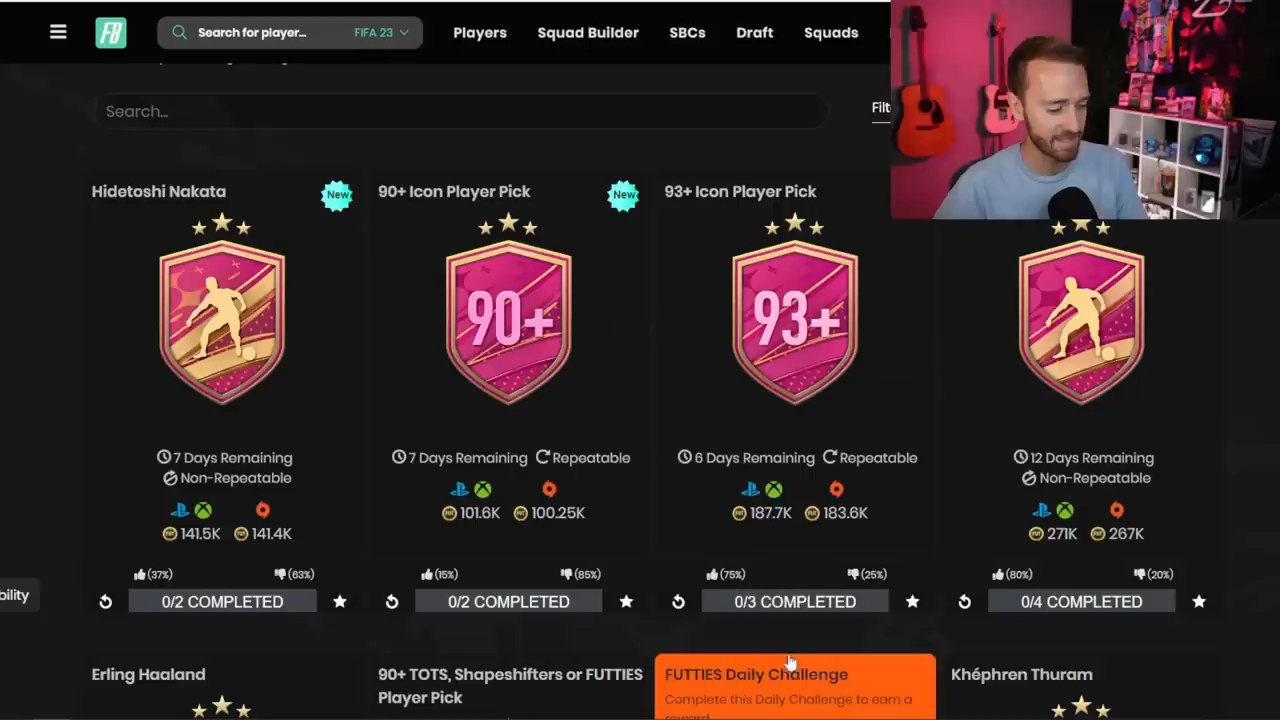 FB
Search for player...
FIFA 23
Players
Squad Builder
SBCs
Draft
Squads
23
Search...
Filt
Hidetoshi Nakata
New
90+ Icon Player Pick
New
93+ Icon Player Pick
90+
93+
7 Days Remaining
Non-Repeatable
7 Days Remaining
Repeatable
6 Days Remaining
Repeatable
12 Days Remaining
Non-Repeatable
141.5K
141.4K
101.6K
100.25K
187.7K
183.6K
271K
267K
(37%)
(63%)
(15%)
(85%)
(75%)
(25%)
(80%)
(20%)
bility
0/2 COMPLETED
0/2 COMPLETED
0/3 COMPLETED
0/4 COMPLETED
Erling Haaland
90+ TOTS, Shapeshifters or FUTTIES
Player Pick
FUTTIES Daily Challenge
Complete this Daily Challenge to earn a
reward
Khéphren Thuram